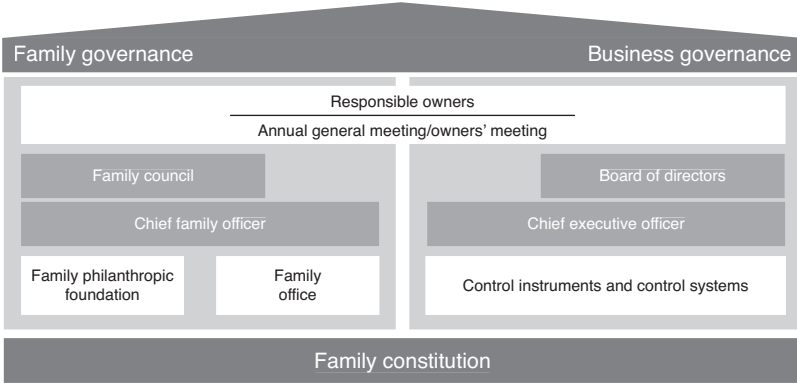 Family governance
Business governance
Responsible owners
Annual general meeting/owners' meeting
Family council
Board of directors
Chief family officer
Chief executive officer
Family philanthropic
foundation
Family
office
Control instruments and control systems
Family constitution